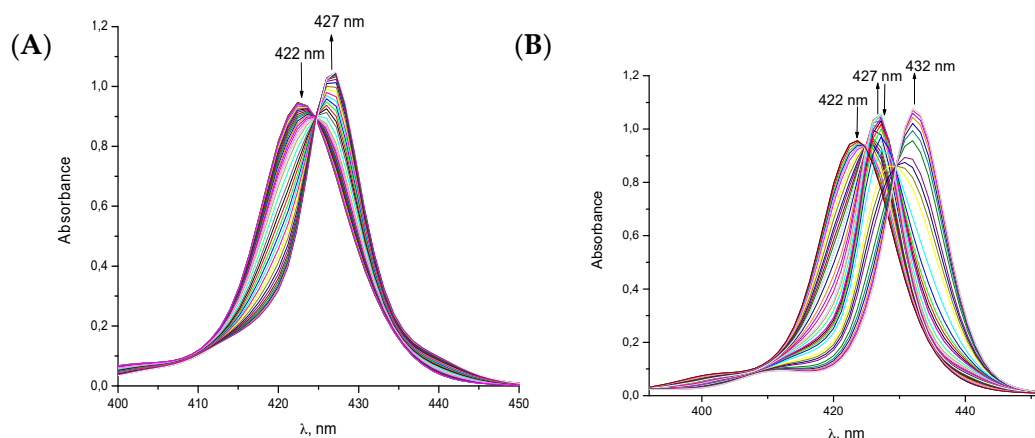 (A)
427 nm
422 nm
1,2
1,0
0,8
0,6
0,4
0,2
0,0
Absorbance
400 410 420 430 440 450
λ, nm
(B)
432 nm
427 nm
422 nm
1,2
1,0
0,8
0,6
0,4
0,2
0,0
Absorbance
400 420 440
λ, nm